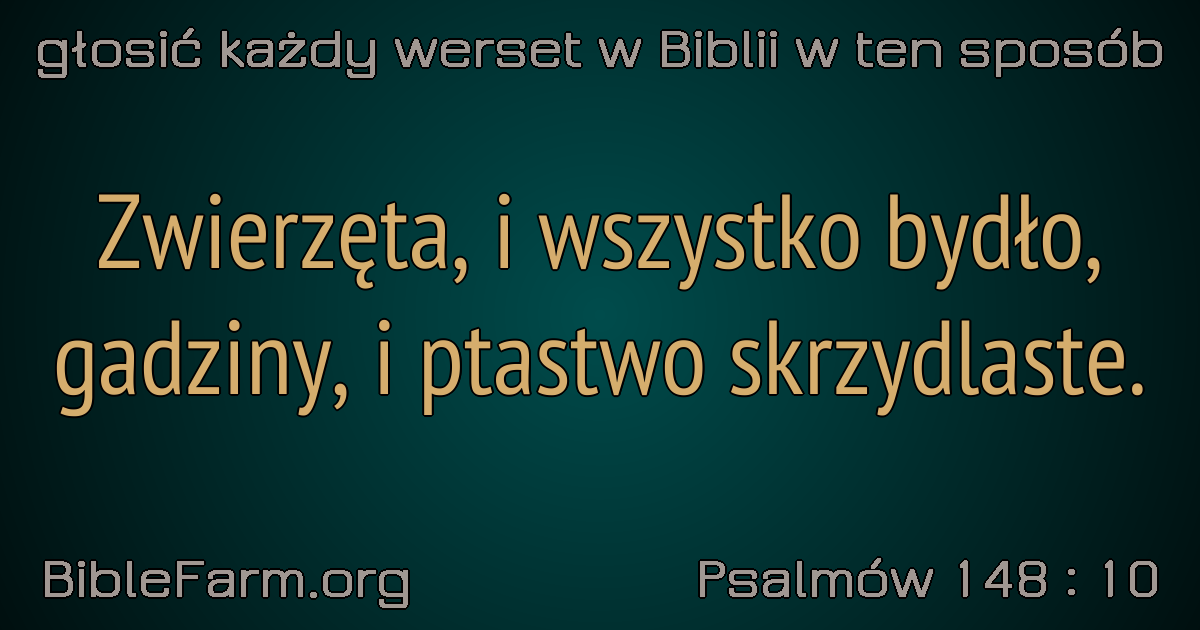 głosić każdy werset w Biblii w ten sposób
Zwierzęta, i wszystko bydło,
gadziny, i ptastwo skrzydlaste.
BibleFarm.org
Psalmów 148 : 10